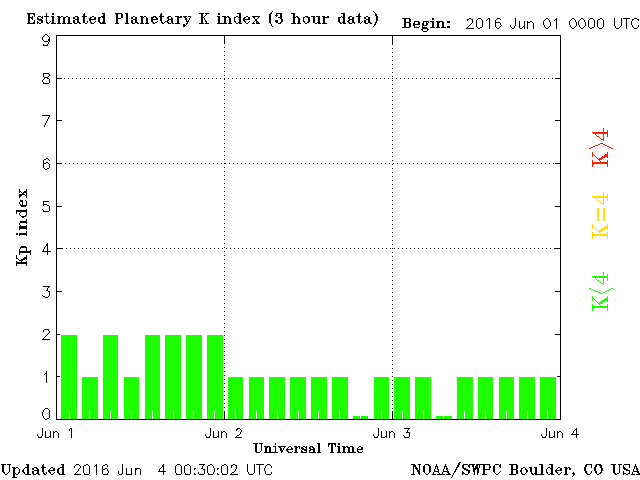 Estimated Planetary K index (3 hour data) Begin: 2016 Jun 01 0000 UTC
9
8
7
6
5
4
3
2
1
0
Kp index
K>4
K=4
K<4
Jun 1 Jun 2 Jun 3 Jun 4
Universal Time
Updated 2016 Jun 4 00:30:02 UTC NOAA/SWPC Boulder, CO USA